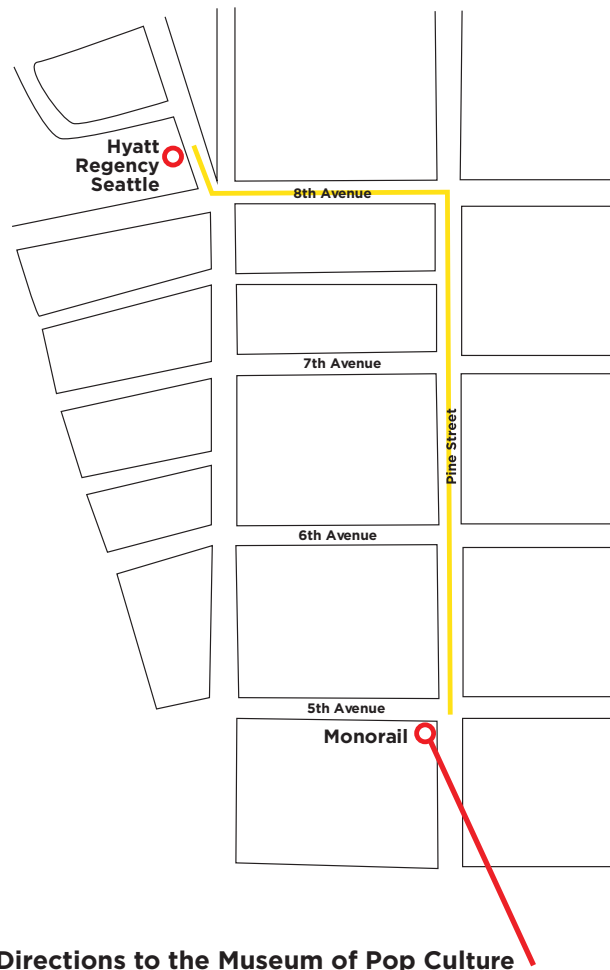 Hyatt
Regency
Seattle
8th Avenue
7th Avenue
Pine Street
6th Avenue
5th Avenue
Monorail
Directions to the Museum of Pop Culture